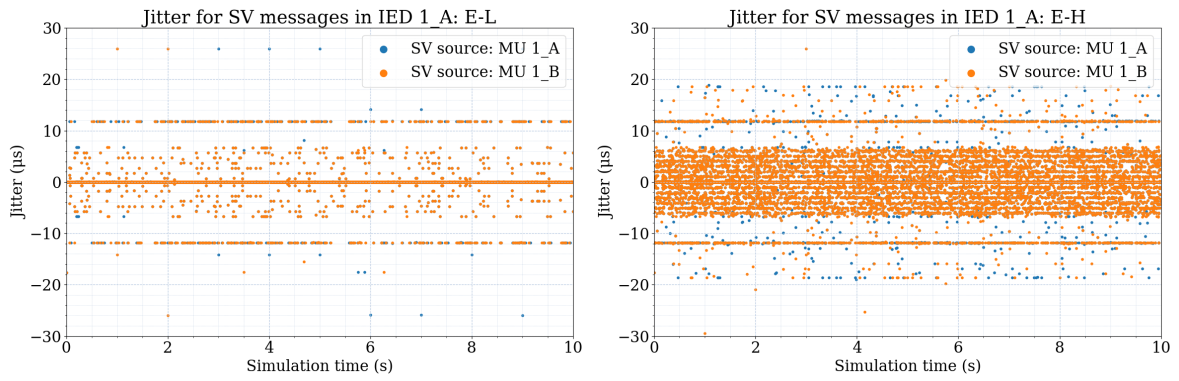 Jitter for SV messages in IED 1_A: E-L
30
20
10
0
−10
−20
−30
Jitter (µs)
SV source: MU 1_A
SV source: MU 1_B
0 2 4 6 8 10
Simulation time (s)
Jitter for SV messages in IED 1_A: E-H
30
20
10
0
−10
−20
−30
Jitter (µs)
SV source: MU 1_A
SV source: MU 1_B
0 2 4 6 8 10
Simulation time (s)